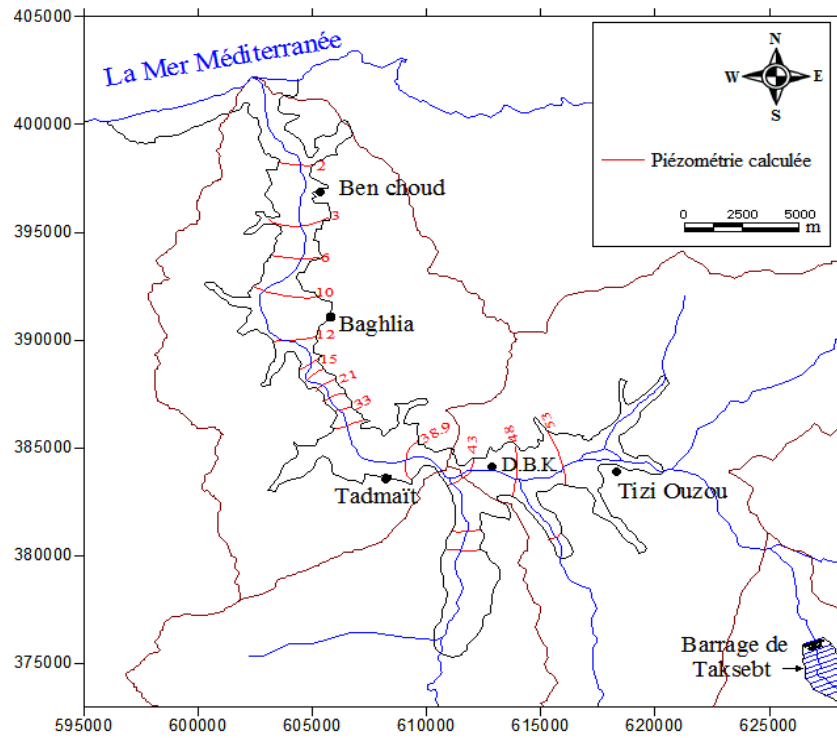 405000
La Mer Méditerranée
N
W
E
S
400000
Piézométrie calculée
2
Ben choud
0 2500 5000
m
3
395000
6
10
390000
Baghlia
12
15
21
33
385000
38.9
43
48
53
D.B.K.
Tadmaït
Tizi Ouzou
380000
375000
Barrage de
Taksebt
595000 600000 605000 610000 615000 620000 625000